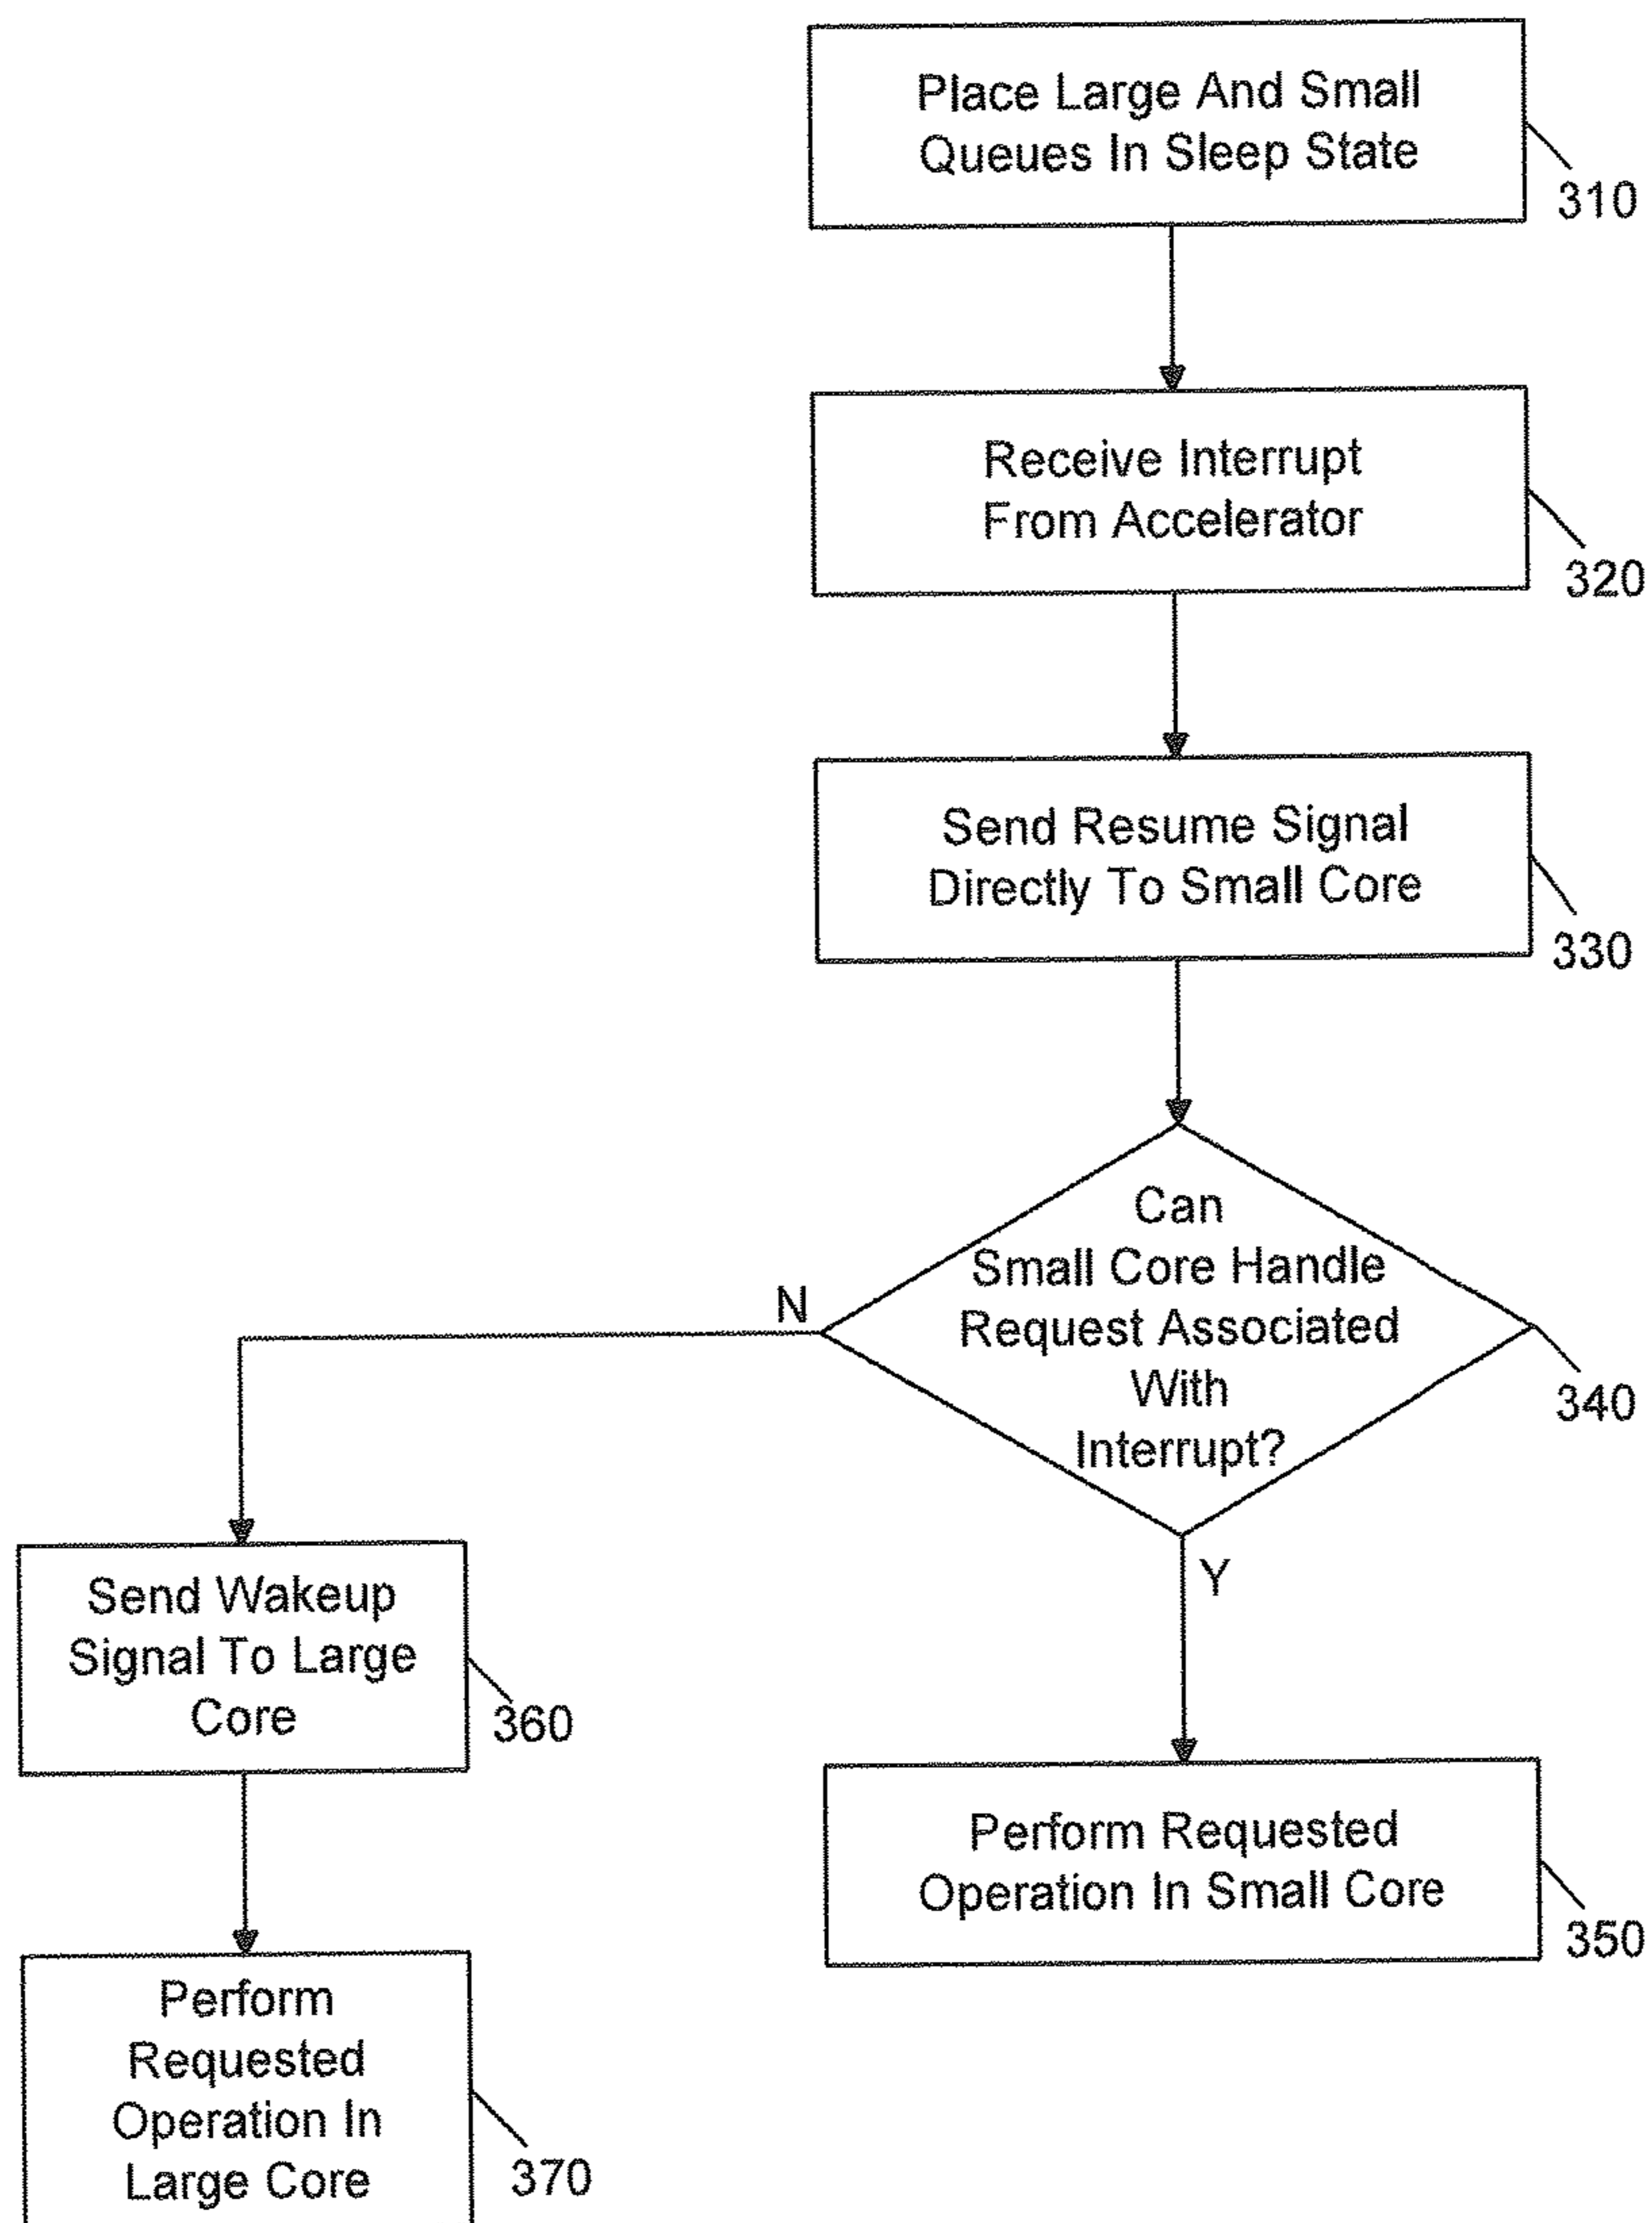 Place Large And Small
Queues In Sleep State
310
Receive Interrupt
From Accelerator
320
Send Resume Signal
Directly To Small Core
330
Can
Small Core Handle
Request Associated
With
Interrupt?
340
N
Y
Send Wakeup
Signal To Large
Core
360
Perform Requested
Operation In Small Core
350
Perform
Requested
Operation In
Large Core
370